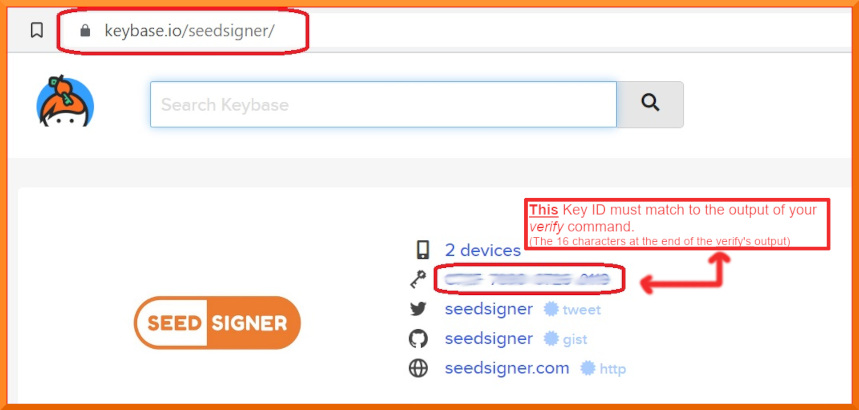 keybase.io/seedsigner/
Search Keybase
This Key ID must match to the output of your
verify command.
(The 16 characters at the end of the verify's output)
2 devices
seedsigner tweet
SEED SIGNER
seedsigner gist
seedsigner.com http